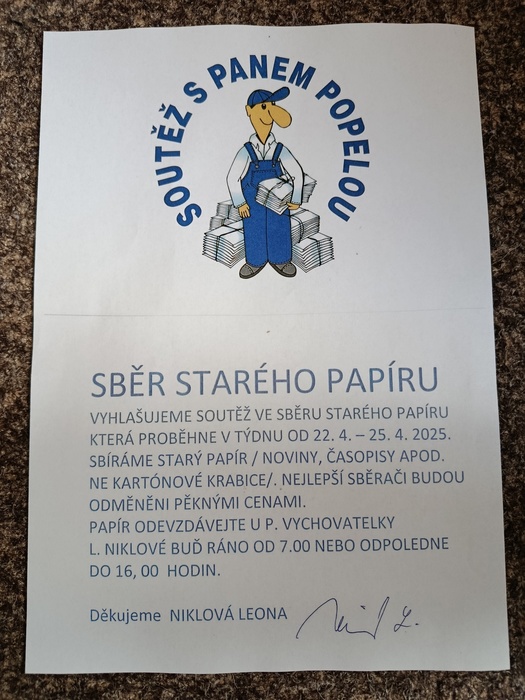 SOUTĚŽ S PANEM POPELOU
SBĚR STARÉHO PAPÍRU
VYHLAŠUJEME SOUTĚŽ VE SBĚRU STARÉHO PAPÍRU
KTERÁ PROBĚHNE V TÝDNU OD 22. 4. – 25. 4. 2025.
SBÍRÁME STARÝ PAPÍR / NOVINY, ČASOPISY APOD.
NE KARTÓNOVÉ KRABICE/. NEJLEPŠÍ SBĚRAČI BUDOU
ODMĚNĚNI PĚKNÝMI CENAMI.
PAPÍR ODEVZDÁVEJTE U P. VYCHOVATELKY
L. NIKLOVÉ BUĎ RÁNO OD 7.00 NEBO ODPOLEDNE
DO 16, 00 HODIN.
Děkujeme NIKLOVÁ LEONA